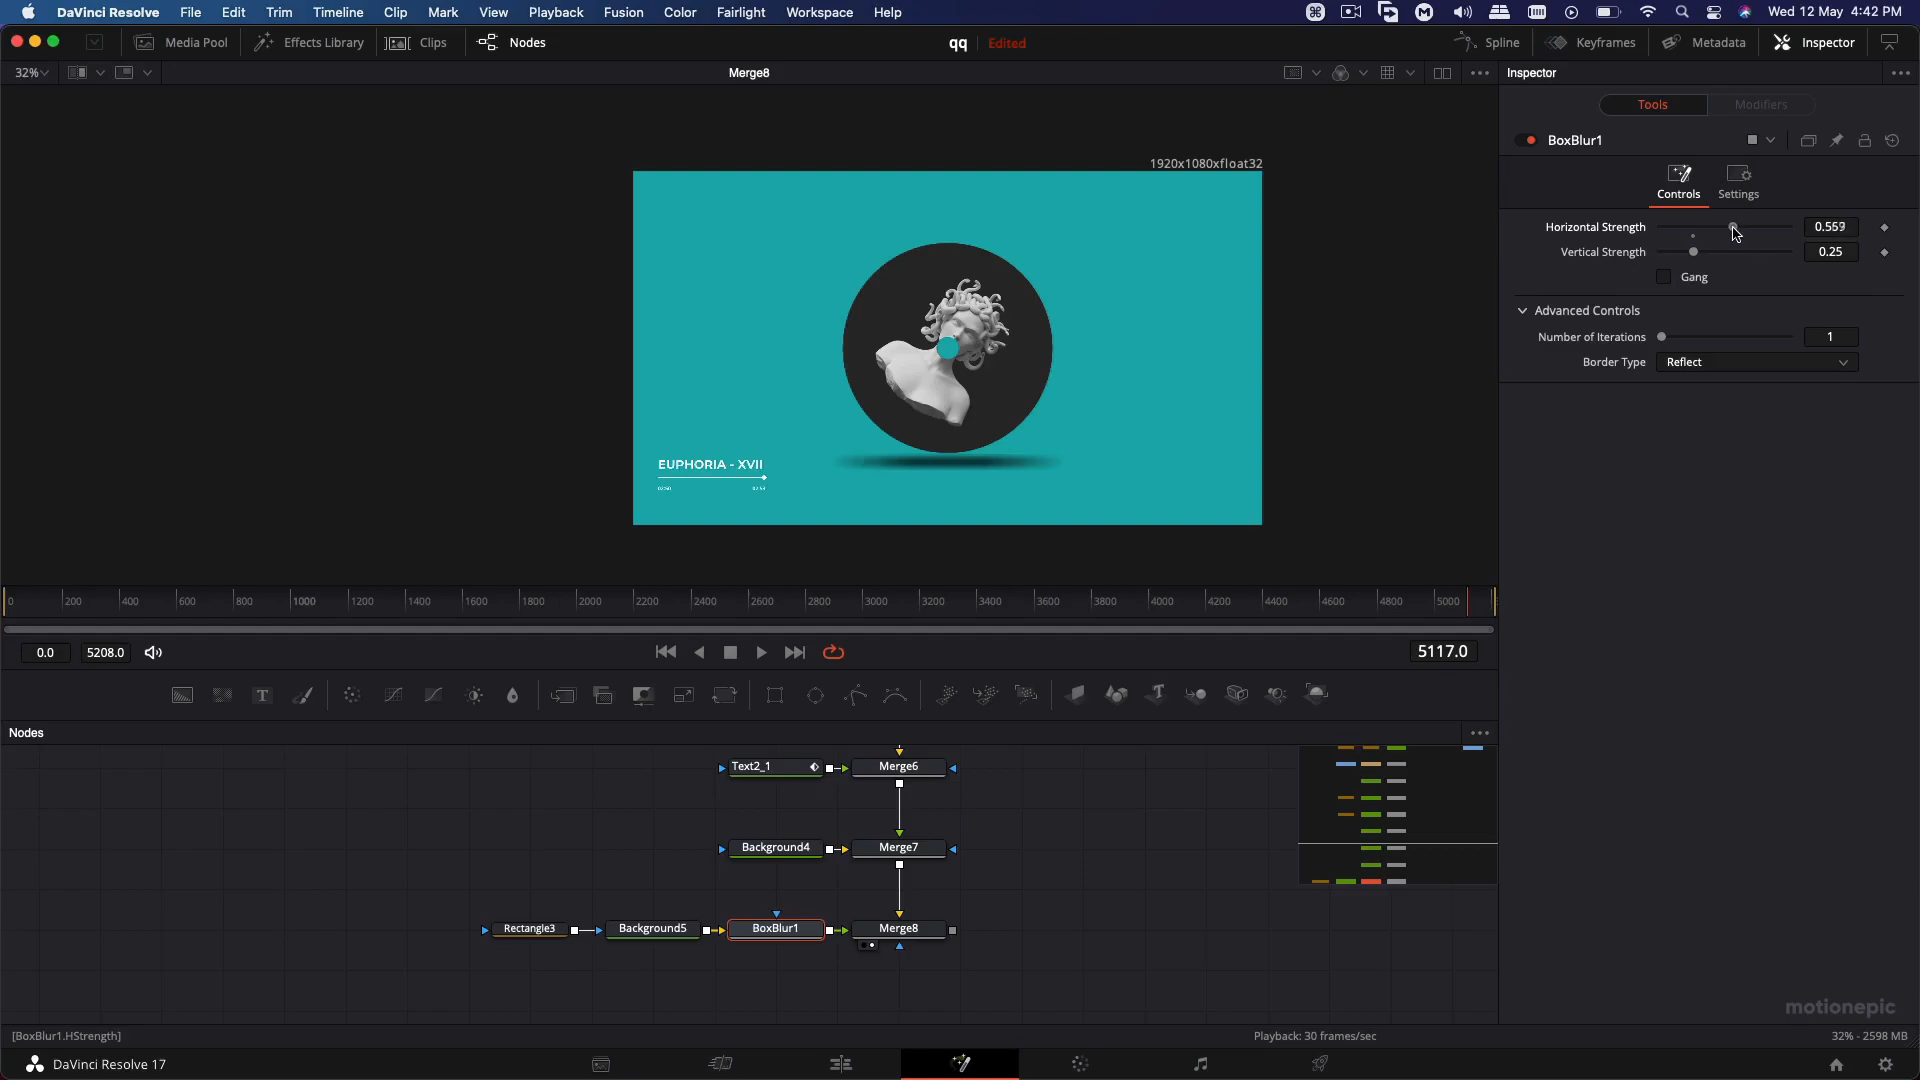 DaVinci Resolve File Edit Trim Timeline Clip Mark View Playback Fusion Color Fairlight Workspace Help Wed 12 May 4:42 PM
Media Pool Effects Library Clips Nodes qq Edited Spline Keyframes Metadata Inspector
32% Merge8 Inspector
Tools Modifiers
BoxBlur1
1920x1080xfloat32
Controls Settings
Horizontal Strength 0.559
Vertical Strength 0.25
Gang
Advanced Controls
Number of Iterations 1
Border Type Reflect
EUPHORIA - XVII
0 200 400 600 800 1000 1200 1400 1600 1800 2000 2200 2400 2600 2800 3000 3200 3400 3600 3800 4000 4200 4400 4600 4800 5000
0.0 5208.0 5117.0
Nodes
Text2_1 Merge6
Background4 Merge7
Rectangle3 Background5 BoxBlur1 Merge8
motionepic
[BoxBlur1.HStrength] Playback: 30 frames/sec 32% - 2598 MB
DaVinci Resolve 17